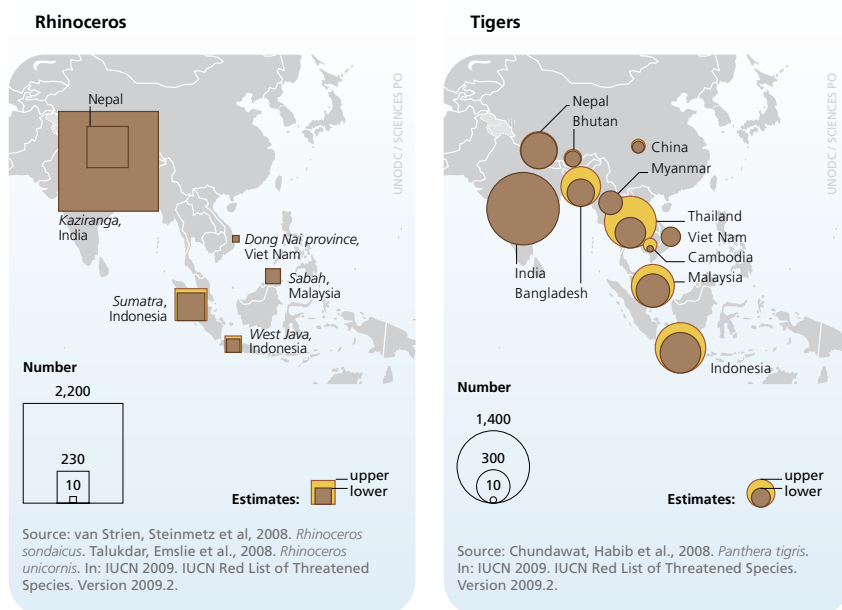 Rhinoceros
Nepal
Kaziranga,
India
Dong Nai province,
Viet Nam
Sabah,
Malaysia
Sumatra,
Indonesia
West Java,
Indonesia
UNODC / SCIENCES PO
Number
2,200
230
10
Estimates:
upper
lower
Source: van Strien, Steinmetz et al, 2008. Rhinoceros
sondaicus. Talukdar, Emslie et al., 2008. Rhinoceros
unicornis. In: IUCN 2009. IUCN Red List of Threatened
Species. Version 2009.2.
Tigers
Nepal
Bhutan
China
Myanmar
Thailand
Viet Nam
Cambodia
Malaysia
India
Bangladesh
Indonesia
UNODC / SCIENCES PO
Number
1,400
300
10
Estimates:
upper
lower
Source: Chundawat, Habib et al., 2008. Panthera tigris.
In: IUCN 2009. IUCN Red List of Threatened Species.
Version 2009.2.